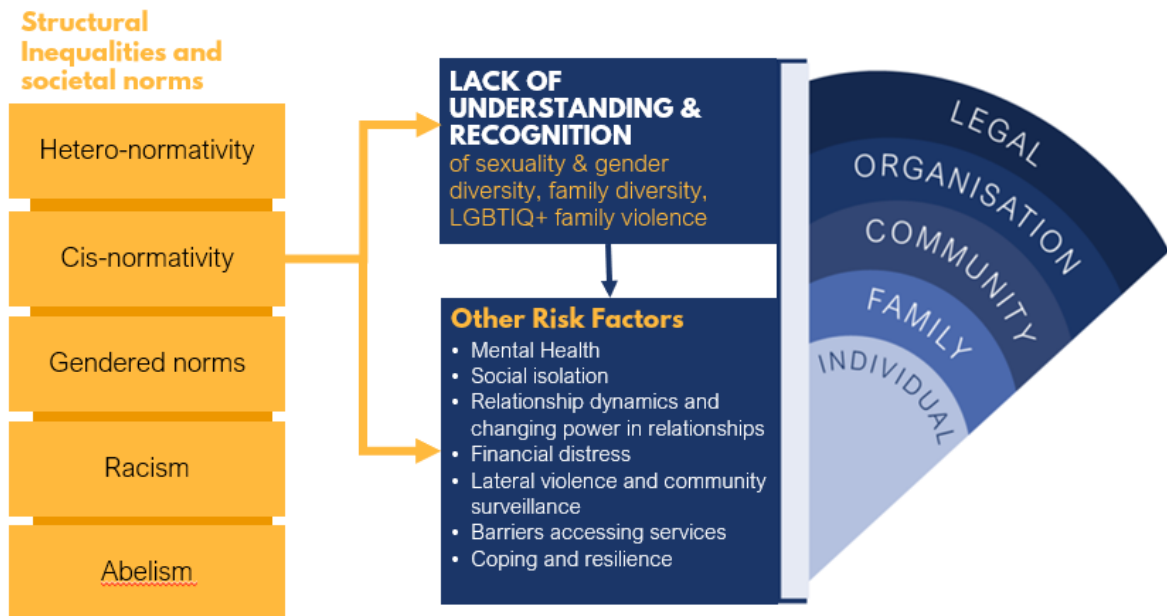 Structural
Inequalities and
societal norms
Hetero-normativity
Cis-normativity
Gendered norms
Racism
Abelism
LACK OF
UNDERSTANDING &
RECOGNITION
of sexuality & gender
diversity, family diversity,
LGBTIQ+ family violence
Other Risk Factors
• Mental Health
• Social isolation
• Relationship dynamics and
changing power in relationships
• Financial distress
• Lateral violence and community
surveillance
• Barriers accessing services
• Coping and resilience
LEGAL
ORGANISATION
COMMUNITY
FAMILY
INDIVIDUAL